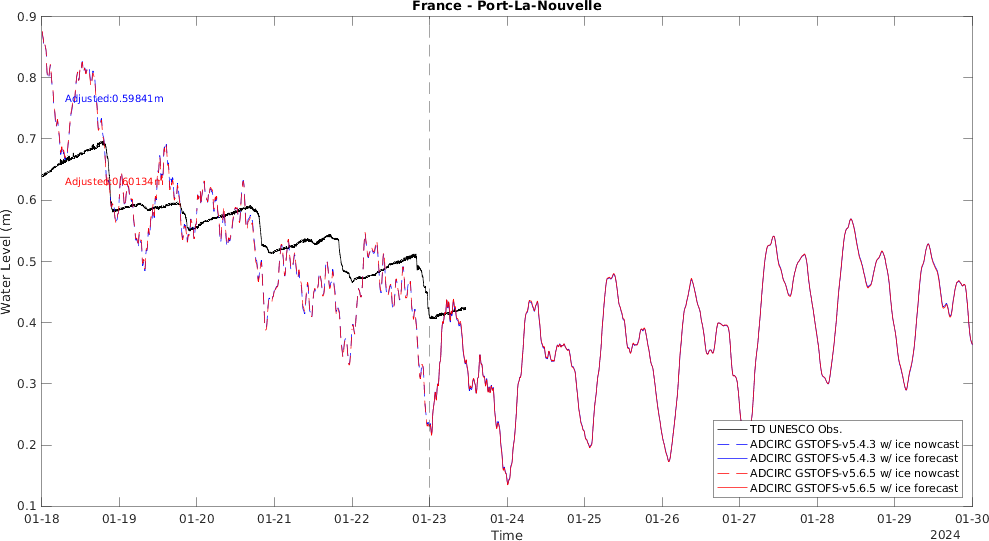 France - Port-La-Nouvelle
0.9
0.8
0.7
0.6
0.5
0.4
0.3
0.2
0.1
Water Level (m)
Adjusted:0.59841m
Adjusted:0.60134m
TD UNESCO Obs.
ADCIRC GSTOFS-v5.4.3 w/ ice nowcast
ADCIRC GSTOFS-v5.4.3 w/ ice forecast
ADCIRC GSTOFS-v5.6.5 w/ ice nowcast
ADCIRC GSTOFS-v5.6.5 w/ ice forecast
01-18 01-19 01-20 01-21 01-22 01-23 01-24 01-25 01-26 01-27 01-28 01-29 01-30
Time
2024